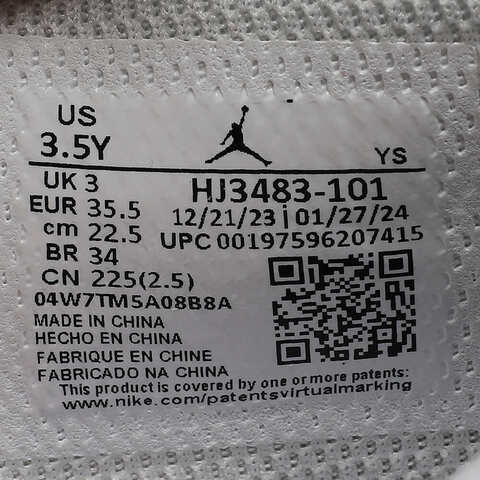 US
3.5Y
YS
UK 3
EUR 35.5
cm 22.5
BR 34
CN 225(2.5)
HJ3483-101
12/21/23 | 01/27/24
UPC 00197596207415
04W7TM5A08B8A
MADE IN CHINA
HECHO EN CHINA
FABRIQUE EN CHINE
FABRICADO NA CHINA
This product is covered by one or more patents:
www.nike.com/patentsvirtualmarking